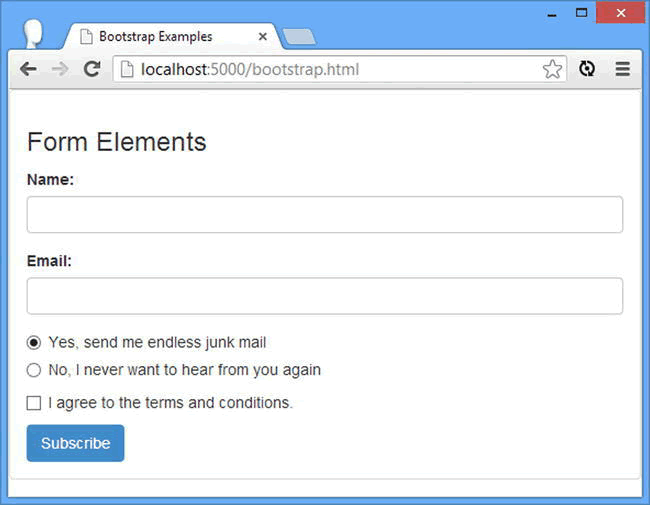 Bootstrap Examples
localhost:5000/bootstrap.html
Form Elements
Name:
Email:
Yes, send me endless junk mail
No, I never want to hear from you again
I agree to the terms and conditions.
Subscribe